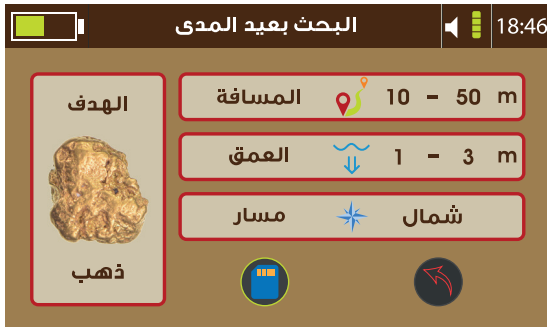 البحث بعيد المدى
18:46
الهدف
ذهب
المسافة 10 - 50 m
العمق 1 - 3 m
مسار شمال